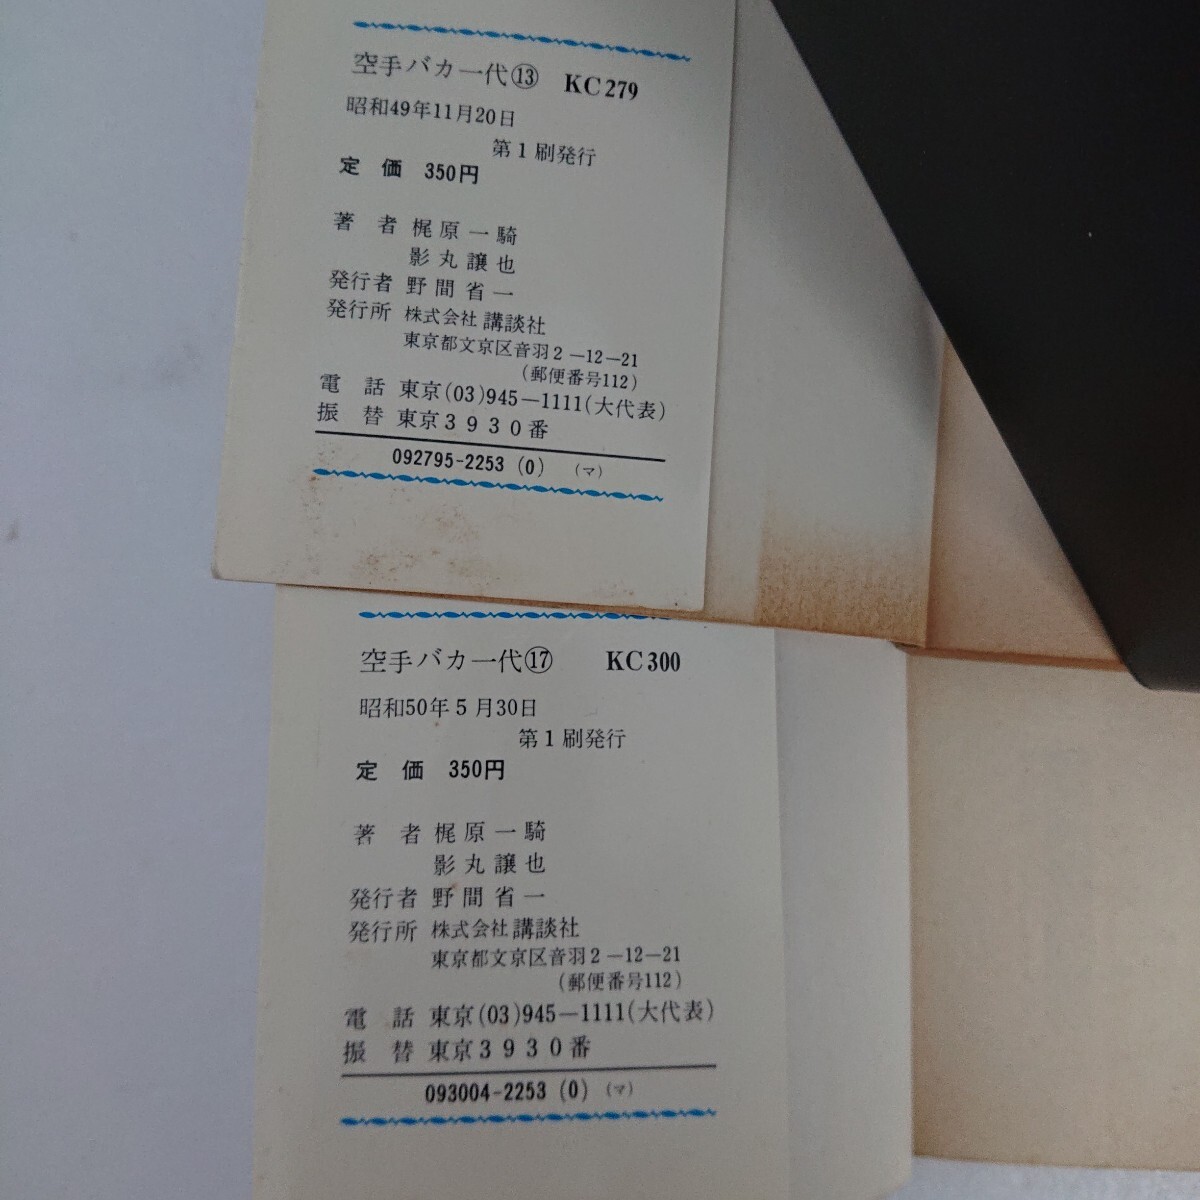 空手バカ一代⑬ KC279
昭和49年11月20日
第1刷発行
定価 350円
著者 梶原一騎
影丸譲也
発行者 野間省一
発行所 株式会社 講談社
東京都文京区音羽2-12-21
(郵便番号112)
電話 東京(03)945-1111(大代表)
振替 東京3930番
092795-2253 (0) (マ)
空手バカ一代⑰ KC300
昭和50年5月30日
第1刷発行
定価 350円
著者 梶原一騎
影丸譲也
発行者 野間省一
発行所 株式会社 講談社
東京都文京区音羽2-12-21
(郵便番号112)
電話 東京(03)945-1111(大代表)
振替 東京3930番
093004-2253 (0) (マ)